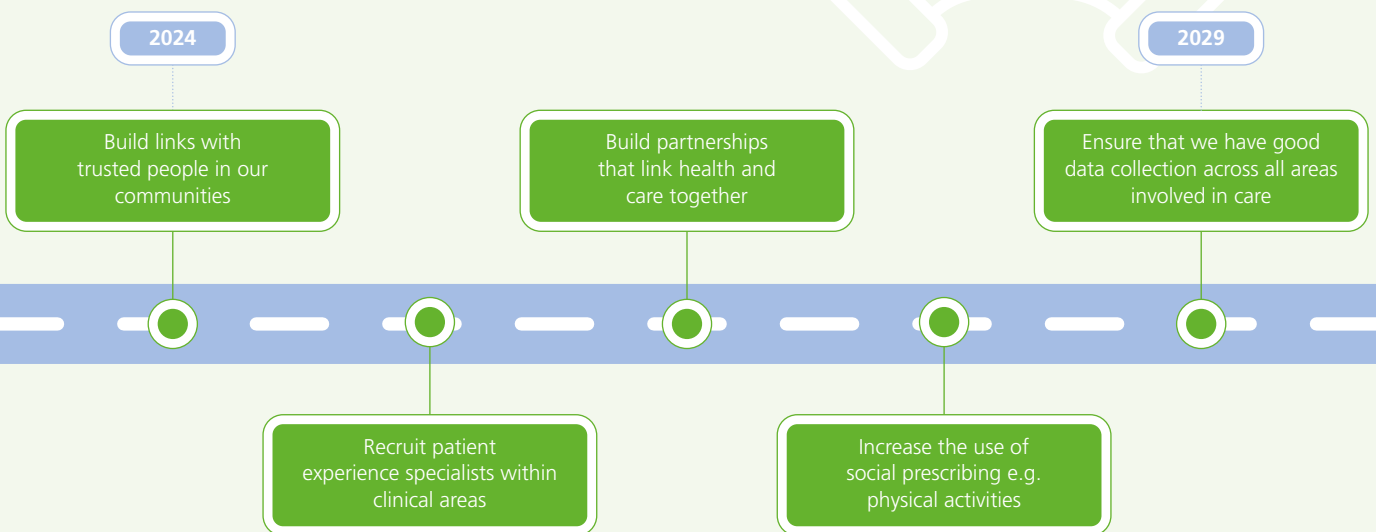 2024
2029
Build links with
trusted people in our
communities
Build partnerships
that link health and
care together
Ensure that we have good
data collection across all areas
involved in care
Recruit patient
experience specialists within
clinical areas
Increase the use of
social prescribing e.g.
physical activities